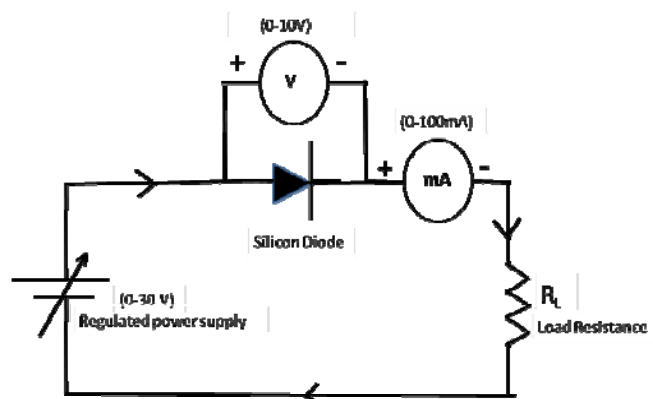 (0-10V)
+ -
V
(0-100mA)
+ -
mA
Silicon Diode
(0-30 V)
Regulated power supply
RL
Load Resistance